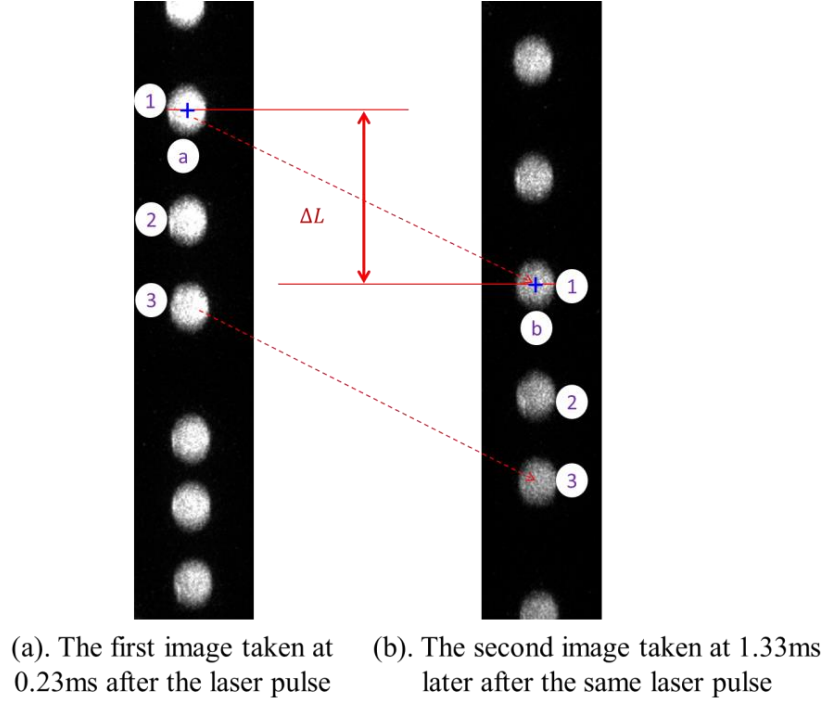 1
a
2
ΔL
3
1
b
2
3
(a). The first image taken at
0.23ms after the laser pulse
(b). The second image taken at 1.33ms
later after the same laser pulse